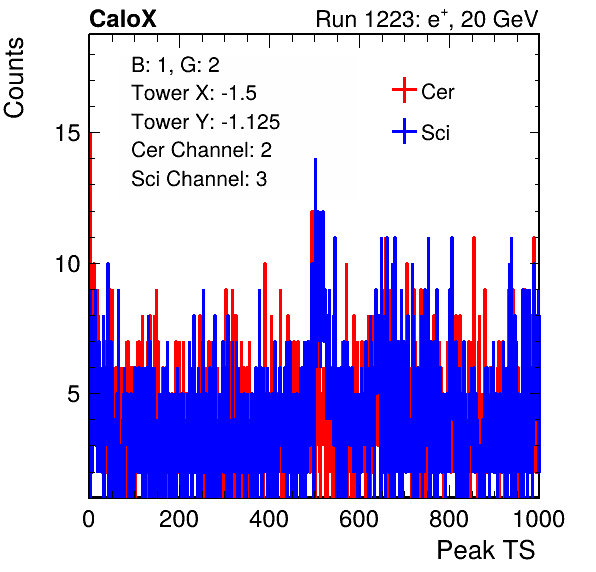 CaloX
Run 1223: e+, 20 GeV
Counts
B: 1, G: 2
Tower X: -1.5
Tower Y: -1.125
Cer Channel: 2
Sci Channel: 3
Cer
Sci
15
10
5
0 200 400 600 800 1000
Peak TS